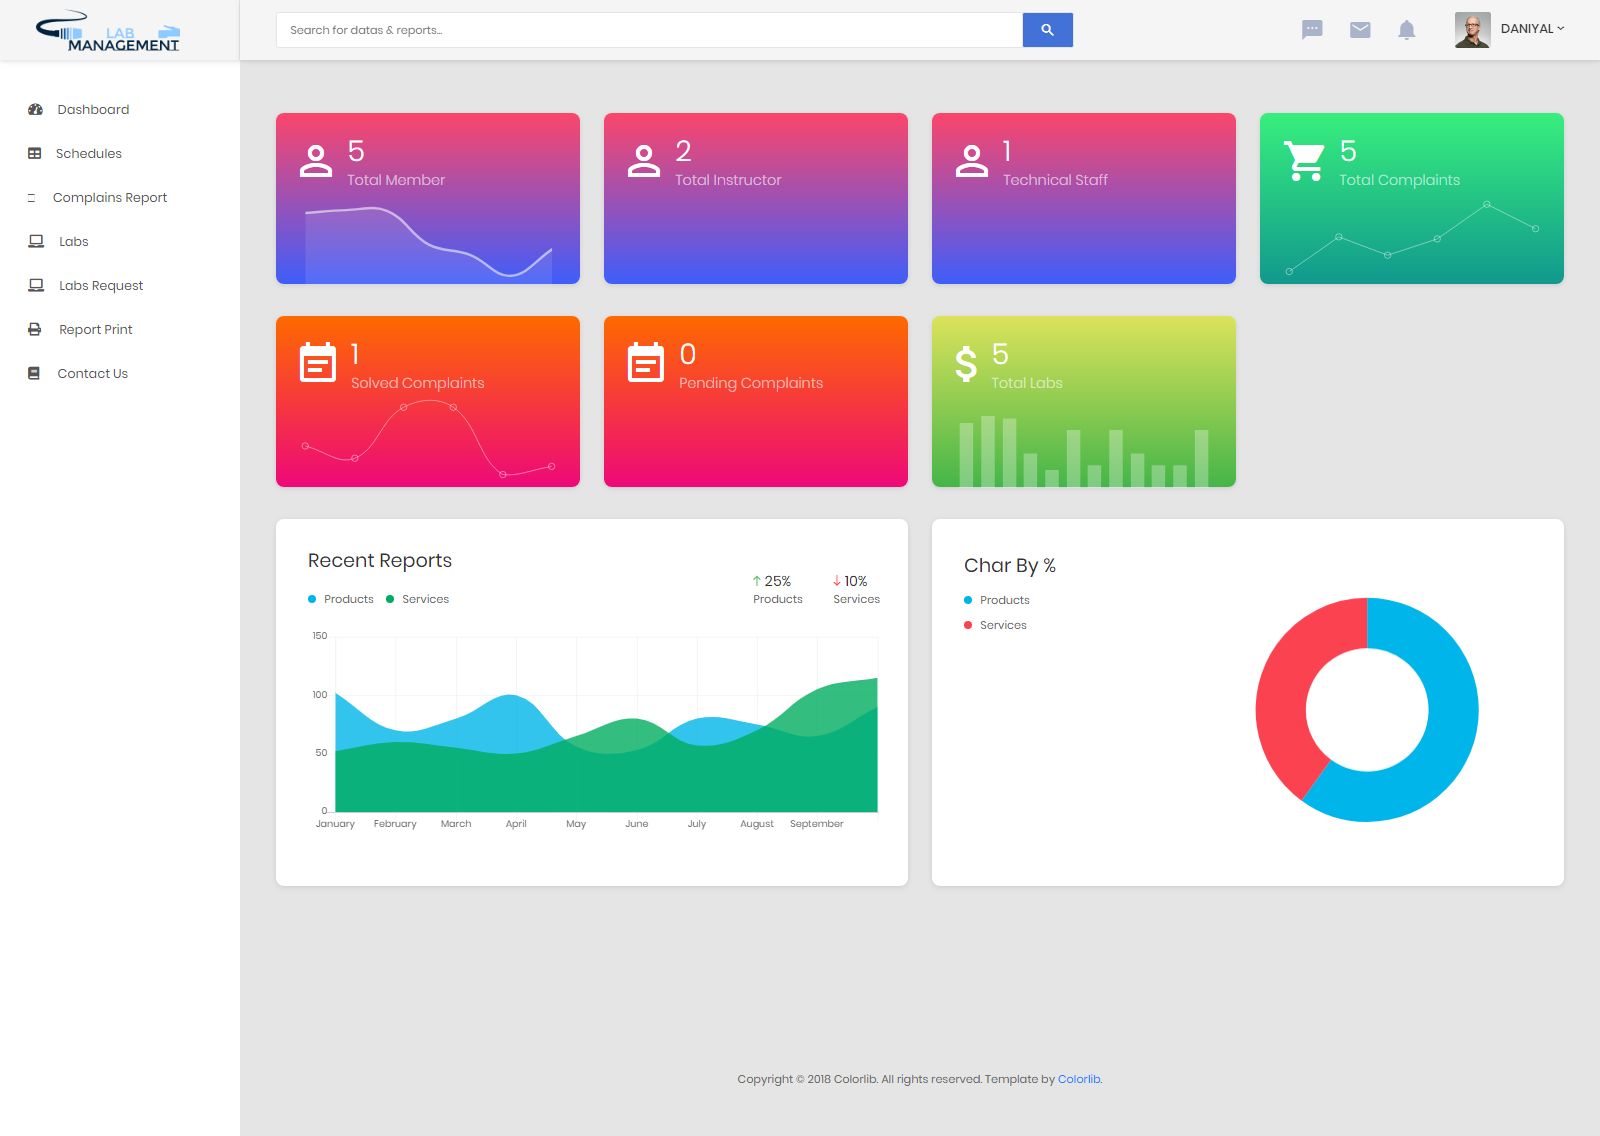 LAB
MANAGEMENT
Search for datas & reports...
DANIYAL
Dashboard
Schedules
Complains Report
Labs
Labs Request
Report Print
Contact Us
5
Total Member
2
Total Instructor
1
Technical Staff
5
Total Complaints
1
Solved Complaints
0
Pending Complaints
$ 5
Total Labs
Recent Reports
Products Services
25%
Products
10%
Services
150
100
50
0
January February March April May June July August September
Char By %
Products
Services
Copyright © 2018 Colorlib. All rights reserved. Template by Colorlib.